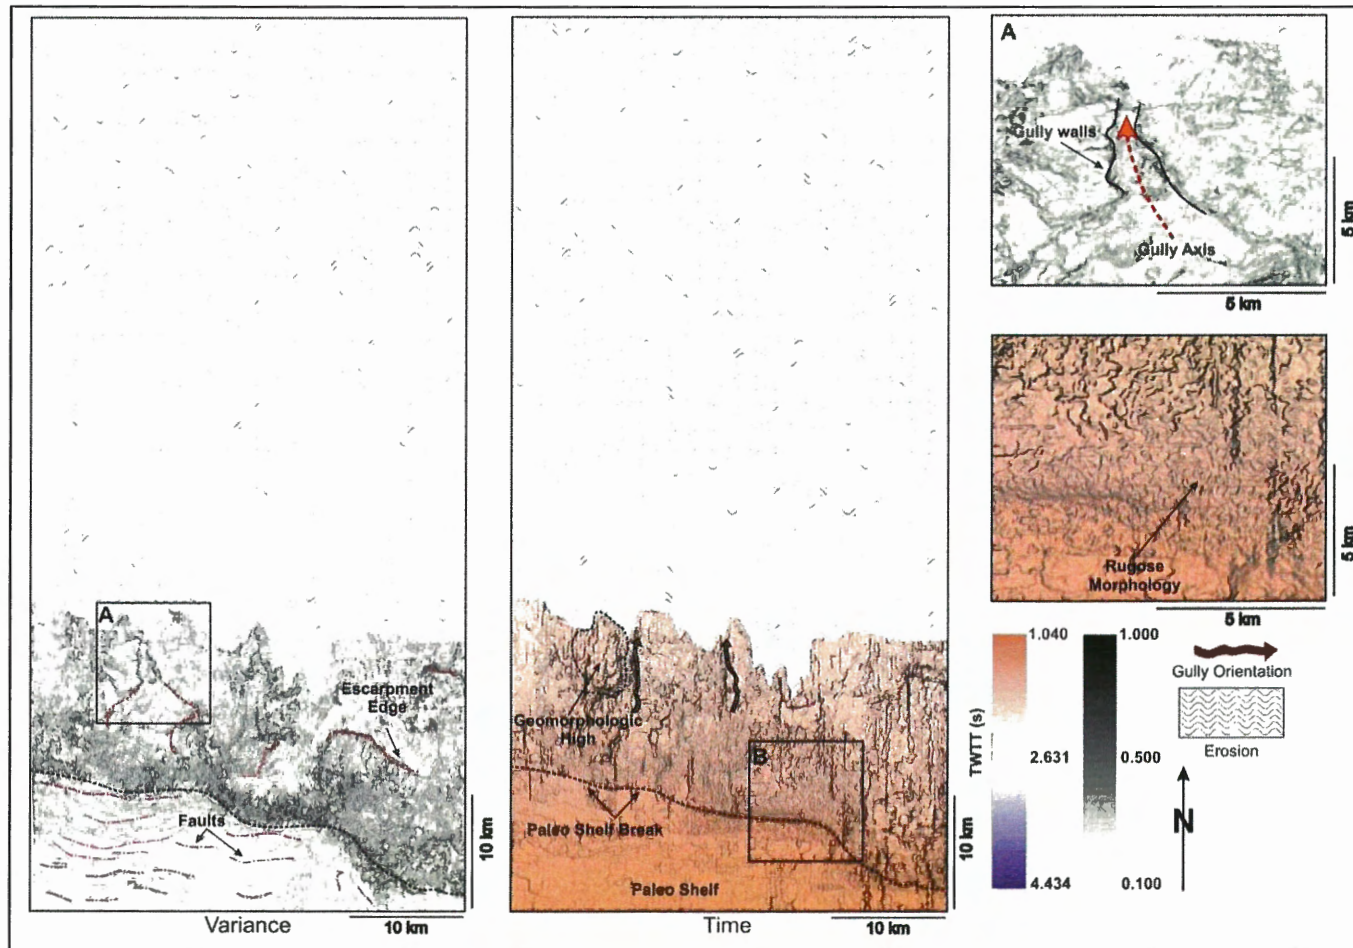 A
Escarpment
Edge
Faults
10 km
10 km
Variance
Geomorphologic
High
B
Paleo Shelf Break
Paleo Shelf
10 km
10 km
Time
A
Gully walls
Gully Axis
5 km
5 km
Rugose
Morphology
5 km
5 km
TWTT (s)
1.040
2.631
4.434
1.000
0.500
0.100
Gully Orientation
Erosion
N